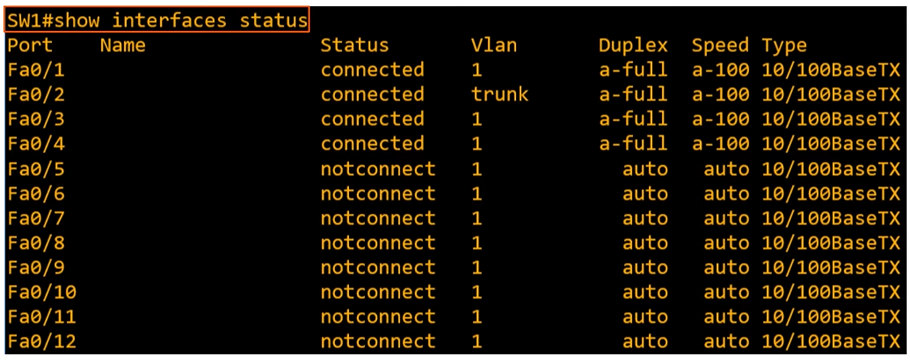 SW1#show interfaces status
Port Name Status Vlan Duplex Speed Type
Fa0/1 connected 1 a-full a-100 10/100BaseTX
Fa0/2 connected trunk a-full a-100 10/100BaseTX
Fa0/3 connected 1 a-full a-100 10/100BaseTX
Fa0/4 connected 1 a-full a-100 10/100BaseTX
Fa0/5 notconnect 1 auto auto 10/100BaseTX
Fa0/6 notconnect 1 auto auto 10/100BaseTX
Fa0/7 notconnect 1 auto auto 10/100BaseTX
Fa0/8 notconnect 1 auto auto 10/100BaseTX
Fa0/9 notconnect 1 auto auto 10/100BaseTX
Fa0/10 notconnect 1 auto auto 10/100BaseTX
Fa0/11 notconnect 1 auto auto 10/100BaseTX
Fa0/12 notconnect 1 auto auto 10/100BaseTX